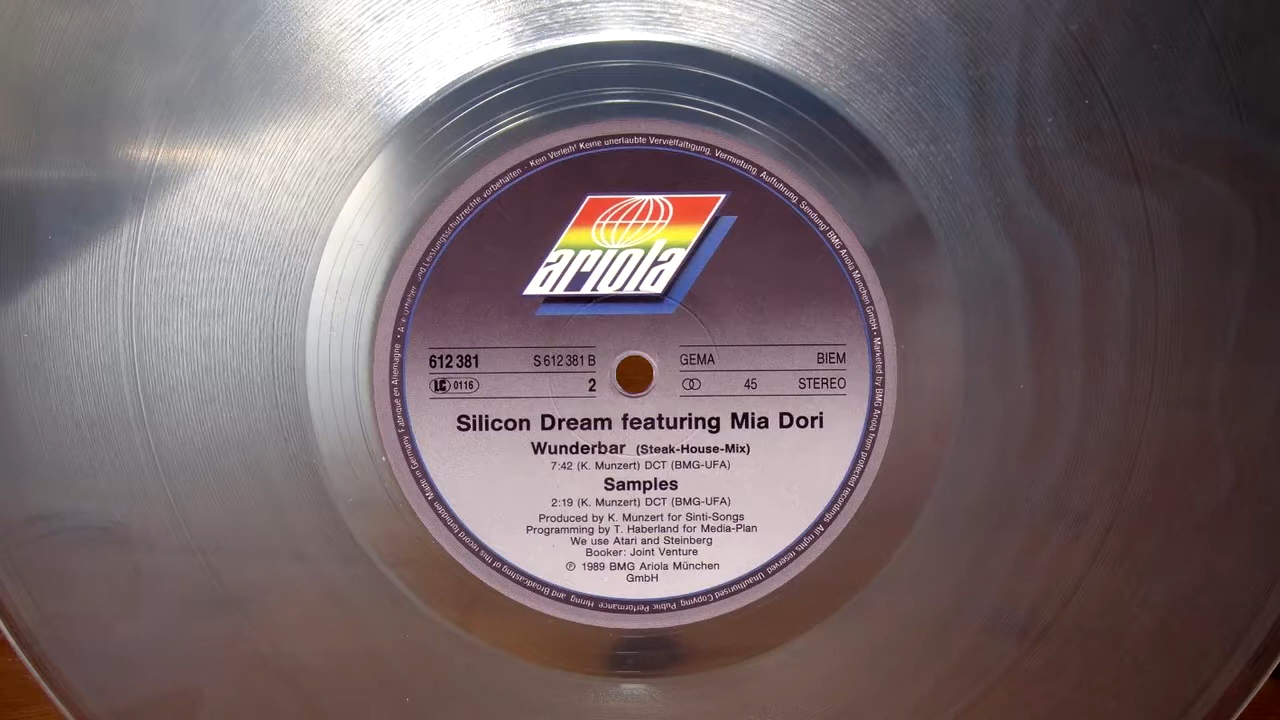 ariola
612 381 S 612 381 B
LC 0116 2
GEMA BIEM
45 STEREO
Silicon Dream featuring Mia Dori
Wunderbar (Steak-House-Mix)
7:42 (K. Munzert) DCT (BMG-UFA)
Samples
2:19 (K. Munzert) DCT (BMG-UFA)
Produced by K. Munzert for Sinti-Songs
Programming by T. Haberland for Media-Plan
We use Atari and Steinberg
Booker: Joint Venture
℗ 1989 BMG Ariola München
GmbH
und Leistungsschutzrechte vorbehalten - Kein Verleih! Keine unerlaubte Vervielfältigung, Vermietung, Aufführung, Sendung! BMG Ariola München GmbH • Marketed by BMG Ariola from protected recordings. All rights reserved. Unauthorised Copying, Public Performance, Hiring, and Broadcasting of this record forbidden. Made in Germany. Fabriqué en Allemagne •